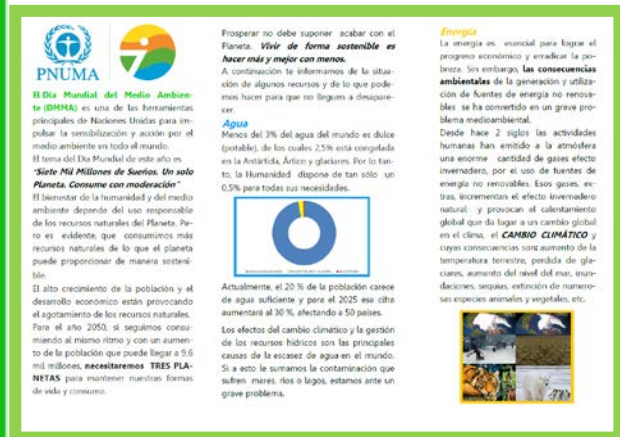 PNUMA
El Día Mundial del Medio Ambien-
te (DMMA) es una de las herramientas
principales de Naciones Unidas para im-
pulsar la sensibilización y acción por el
medio ambiente en todo el mundo.
El tema del Día Mundial de este año es
"Siete Mil Millones de Sueños. Un solo
Planeta. Consume con moderación"
El bienestar de la humanidad y del medio
ambiente depende del uso responsable
de los recursos naturales del Planeta. Pe-
ro es evidente, que consumimos más
recursos naturales de lo que el planeta
puede proporcionar de manera sosteni-
ble.
El alto crecimiento de la población y el
desarrollo económico están provocando
el agotamiento de los recursos naturales.
Para el año 2050, si seguimos consu-
miendo al mismo ritmo y con un aumen-
to de la población que puede llegar a 9,6
mil millones, necesitaremos TRES PLA-
NETAS para mantener nuestras formas
de vida y consumo.
Prosperar no debe suponer acabar con el
Planeta. Vivir de forma sostenible es
hacer más y mejor con menos.
A continuación te informamos de la situa-
ción de algunos recursos y de lo que pode-
mos hacer para que no lleguen a desapare-
cer.
Agua
Menos del 3% del agua del mundo es dulce
(potable), de los cuales 2,5% está congelada
en la Antártida, Ártico y glaciares. Por lo tan-
to, la Humanidad dispone de tan sólo un
0,5% para todas sus necesidades.
Actualmente, el 20 % de la población carece
de agua suficiente y para el 2025 esa cifra
aumentará al 30 %, afectando a 50 países.
Los efectos del cambio climático y la gestión
de los recursos hídricos son las principales
causas de la escasez de agua en el mundo.
Si a esto le sumamos la contaminación que
sufren mares, ríos o lagos, estamos ante un
grave problema.
Energía
La energía es esencial para lograr el
progreso económico y erradicar la po-
breza. Sin embargo, las consecuencias
ambientales de la generación y utiliza-
ción de fuentes de energía no renova-
bles se ha convertido en un grave pro-
blema medioambiental.
Desde hace 2 siglos las actividades
humanas han emitido a la atmósfera
una enorme cantidad de gases efecto
invernadero, por el uso de fuentes de
energía no renovables. Esos gases, ex-
tras, incrementan el efecto invernadero
natural y provocan el calentamiento
global que da lugar a un cambio global
en el clima, el CAMBIO CLIMÁTICO y
cuyas consecuencias son: aumento de la
temperatura terrestre, perdida de gla-
ciares, aumento del nivel del mar, inun-
daciones, sequías, extinción de numero-
sas especies animales y vegetales, etc.